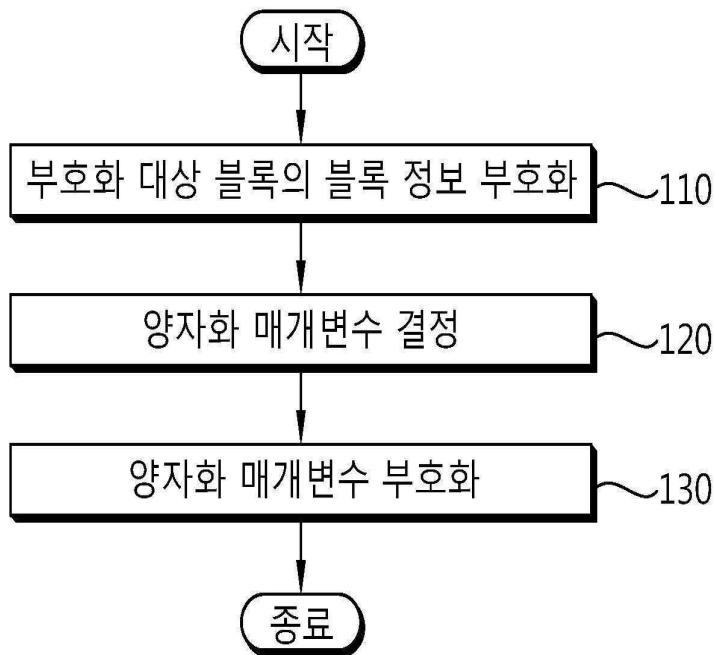 시작
부호화 대상 블록의 블록 정보 부호화
110
양자화 매개변수 결정
120
양자화 매개변수 부호화
130
종료